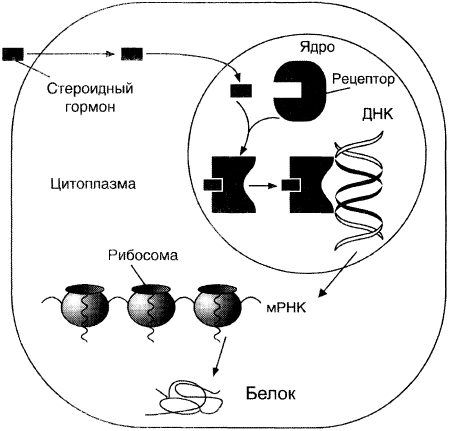 Ядро
Рецептор
Стероидный
гормон
ДНК
Цитоплазма
Рибосома
мРНК
Белок